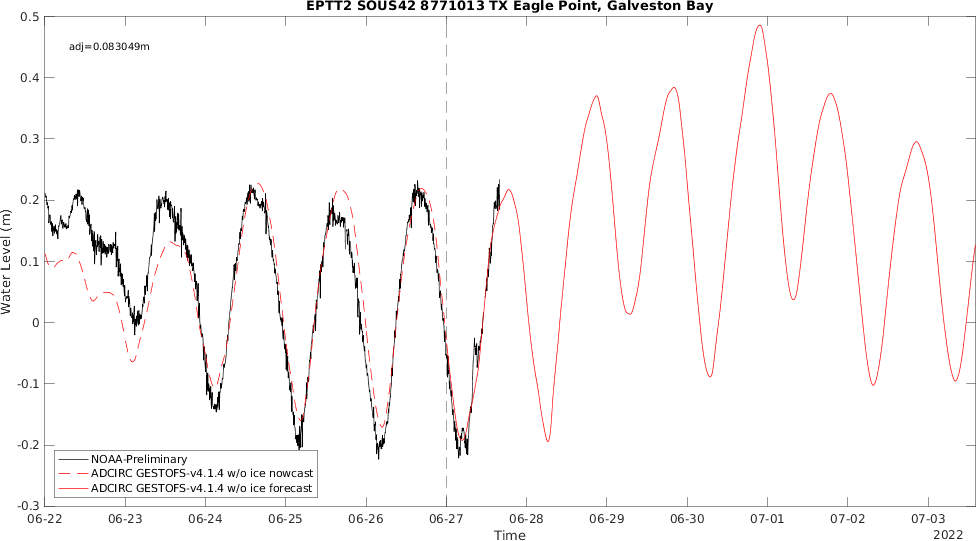 EPTT2 SOUS42 8771013 TX Eagle Point, Galveston Bay
adj=0.083049m
Water Level (m)
0.5
0.4
0.3
0.2
0.1
0
-0.1
-0.2
-0.3
NOAA-Preliminary
ADCIRC GESTOFS-v4.1.4 w/o ice nowcast
ADCIRC GESTOFS-v4.1.4 w/o ice forecast
06-22 06-23 06-24 06-25 06-26 06-27 06-28 06-29 06-30 07-01 07-02 07-03
Time
2022